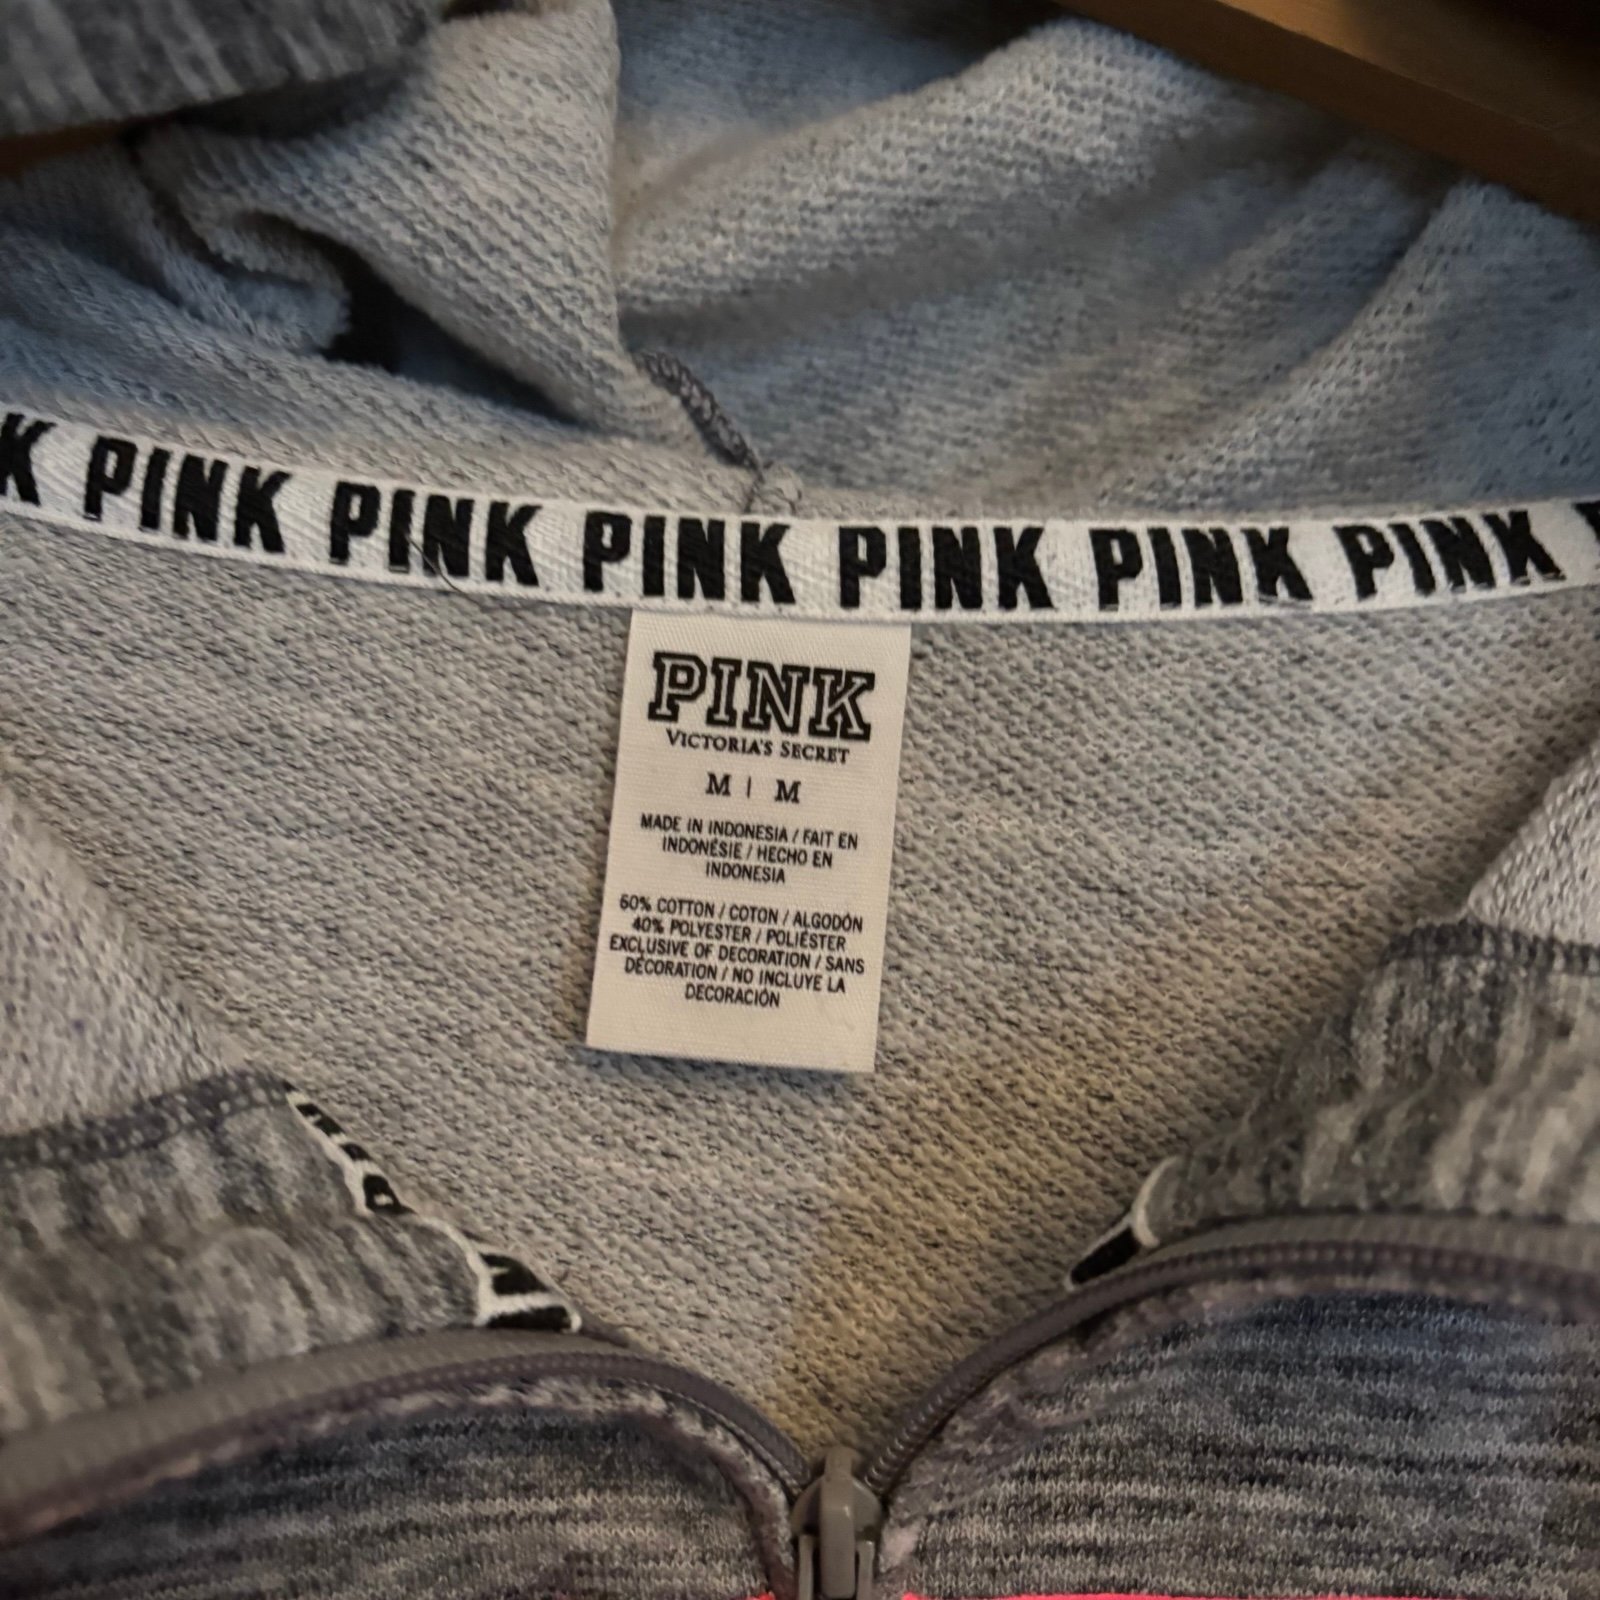 K PINK PINK PINK PINK PINK PINK
PINK
VICTORIA'S SECRET
M | M
MADE IN INDONESIA / FAIT EN
INDONÉSIE / HECHO EN
INDONESIA
60% COTTON / COTON / ALGODÓN
40% POLYESTER / POLIÉSTER
EXCLUSIVE OF DECORATION / SANS
DÉCORATION / NO INCLUYE LA
DECORACIÓN